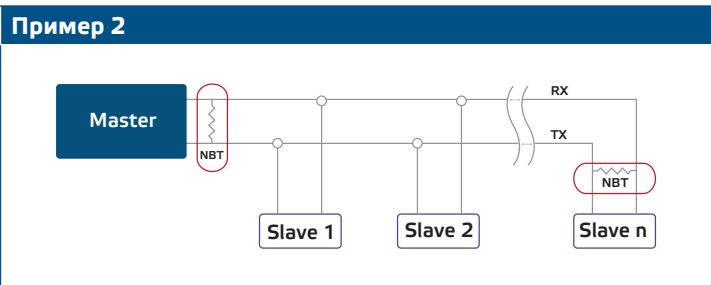 Пример 2
Master
NBT
RX
TX
NBT
Slave 1
Slave 2
Slave n